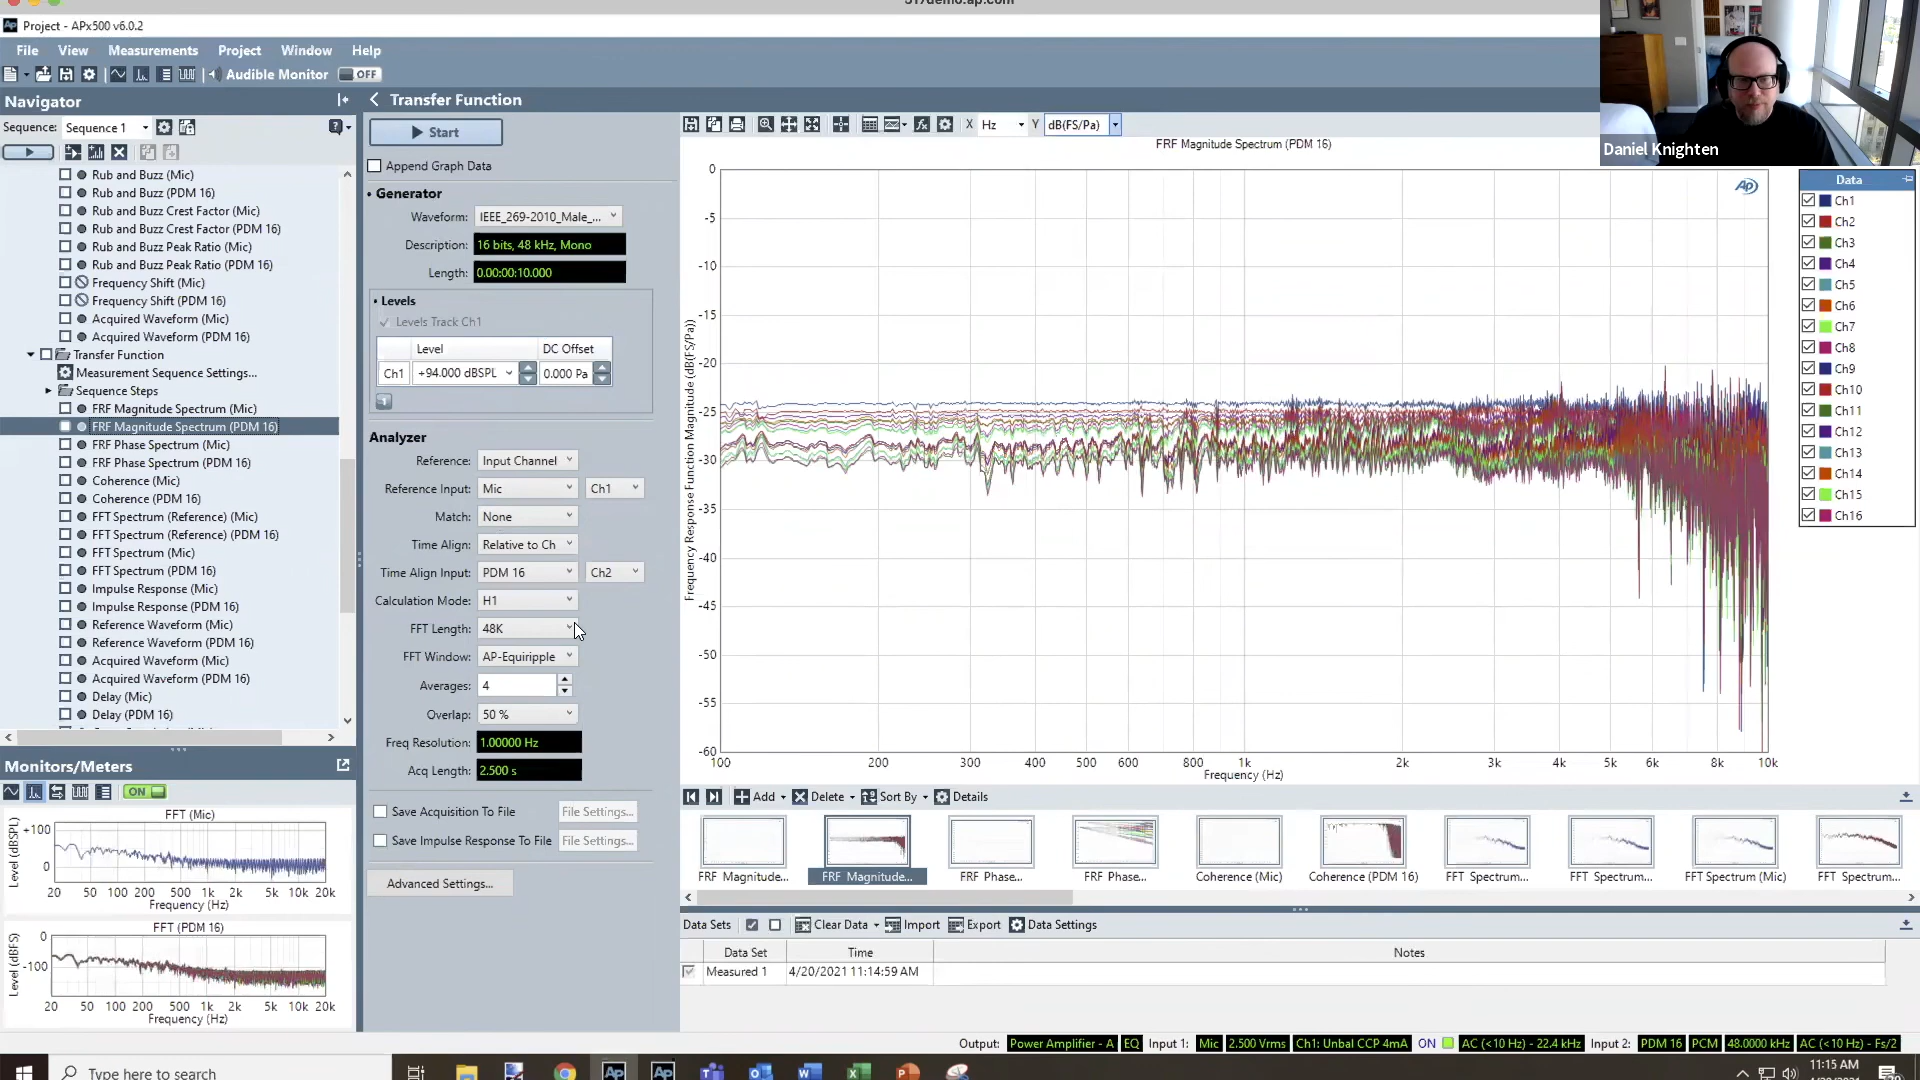 517demo.ap.com
Project - APx500 v6.0.2
File View Measurements Project Window Help
Audible Monitor OFF
Navigator
Sequence: Sequence 1
Rub and Buzz (Mic)
Rub and Buzz (PDM 16)
Rub and Buzz Crest Factor (Mic)
Rub and Buzz Crest Factor (PDM 16)
Rub and Buzz Peak Ratio (Mic)
Rub and Buzz Peak Ratio (PDM 16)
Frequency Shift (Mic)
Frequency Shift (PDM 16)
Acquired Waveform (Mic)
Acquired Waveform (PDM 16)
Transfer Function
Measurement Sequence Settings...
Sequence Steps
FRF Magnitude Spectrum (Mic)
FRF Magnitude Spectrum (PDM 16)
FRF Phase Spectrum (Mic)
FRF Phase Spectrum (PDM 16)
Coherence (Mic)
Coherence (PDM 16)
FFT Spectrum (Reference) (Mic)
FFT Spectrum (Reference) (PDM 16)
FFT Spectrum (Mic)
FFT Spectrum (PDM 16)
Impulse Response (Mic)
Impulse Response (PDM 16)
Reference Waveform (Mic)
Reference Waveform (PDM 16)
Acquired Waveform (Mic)
Acquired Waveform (PDM 16)
Delay (Mic)
Delay (PDM 16)
Monitors/Meters
ON
FFT (Mic)
Level (dBSPL)
+100
0
20 50 100 200 500 1k 2k 5k 10k 20k
Frequency (Hz)
FFT (PDM 16)
Level (dBFS)
0
-100
20 50 100 200 500 1k 2k 5k 10k 20k
Frequency (Hz)
Transfer Function
Start
Append Graph Data
Generator
Waveform: IEEE_269-2010_Male_...
Description: 16 bits, 48 kHz, Mono
Length: 0.00:00:10.000
Levels
Levels Track Ch1
Level DC Offset
Ch1 +94.000 dBSPL 0.000 Pa
1
Analyzer
Reference: Input Channel
Reference Input: Mic Ch1
Match: None
Time Align: Relative to Ch
Time Align Input: PDM 16 Ch2
Calculation Mode: H1
FFT Length: 48K
FFT Window: AP-Equiripple
Averages: 4
Overlap: 50 %
Freq Resolution: 1.00000 Hz
Acq Length: 2.500 s
Save Acquisition To File File Settings...
Save Impulse Response To File File Settings...
Advanced Settings...
X Hz Y dB(FS/Pa)
FRF Magnitude Spectrum (PDM 16)
Frequency Response Function Magnitude (dB(FS/Pa))
0
-5
-10
-15
-20
-25
-30
-35
-40
-45
-50
-55
-60
100 200 300 400 500 600 800 1k 2k 3k 4k 5k 6k 8k 10k
Frequency (Hz)
AP
Daniel Knighten
Data
Ch1
Ch2
Ch3
Ch4
Ch5
Ch6
Ch7
Ch8
Ch9
Ch10
Ch11
Ch12
Ch13
Ch14
Ch15
Ch16
Add Delete Sort By Details
FRF Magnitude... FRF Magnitude... FRF Phase... FRF Phase... Coherence (Mic) Coherence (PDM 16) FFT Spectrum... FFT Spectrum... FFT Spectrum (Mic) FFT Spectrum...
Data Sets Clear Data Import Export Data Settings
Data Set Time Notes
Measured 1 4/20/2021 11:14:59 AM
Output: Power Amplifier - A EQ Input 1: Mic 2.500 Vrms Ch1: Unbal CCP 4mA ON AC (<10 Hz) - 22.4 kHz Input 2: PDM 16 PCM 48.0000 kHz AC (<10 Hz) - Fs/2
Type here to search
11:15 AM